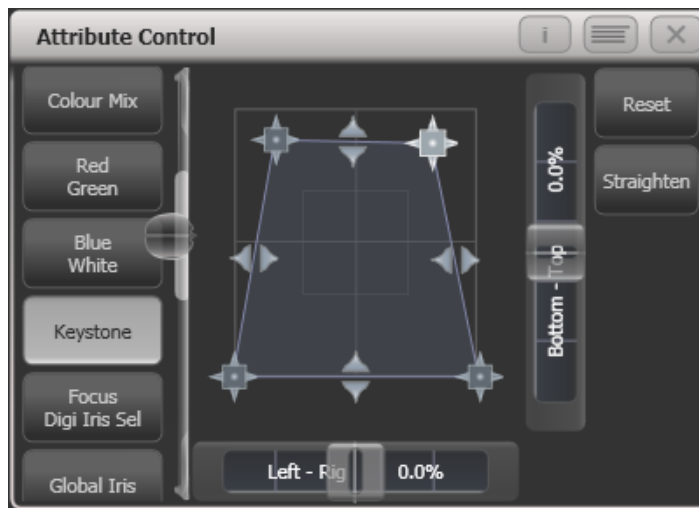 Attribute Control
i
Colour Mix
Red
Green
Blue
White
Keystone
Focus
Digi Iris Sel
Global Iris
Reset
Straighten
0.0%
Bottom - Top
Left - Rig
0.0%